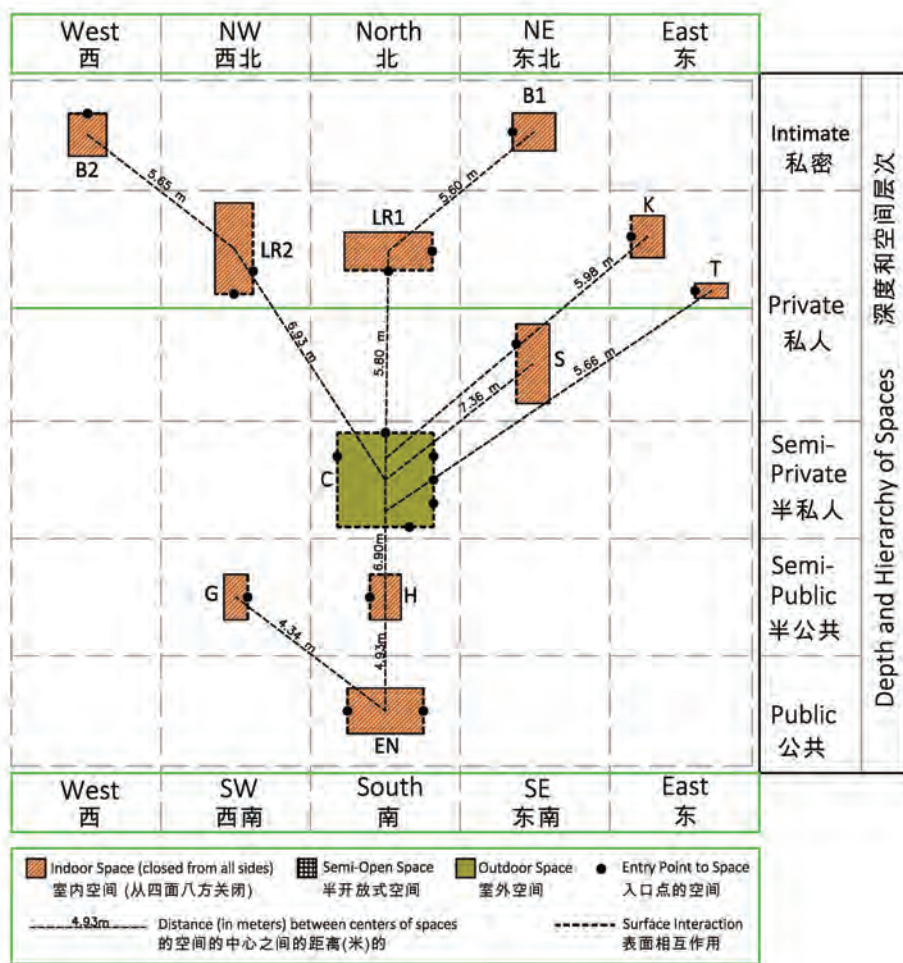 West NW North NE East
西 西北 北 东北 东
B1
Intimate
私密
B2
5.65 m
5.60 m
K
LR1
LR2
T
5.98 m
Private
私人
6.93 m
5.80 m
5.66 m
S
7.36 m
Semi-
Private
半私人
C
6.90m
Semi-
Public
半公共
G
H
4.34 m
4.93m
Public
公共
EN
Depth and Hierarchy of Spaces 深度和空间层次
West SW South SE East
西 西南 南 东南 东
Indoor Space (closed from all sides) Semi-Open Space Outdoor Space Entry Point to Space
室内空间 (从四面八方关闭) 半开放式空间 室外空间 入口点的空间
4.93m Distance (in meters) between centers of spaces Surface Interaction
的空间的中心之间的距离(米)的 表面相互作用